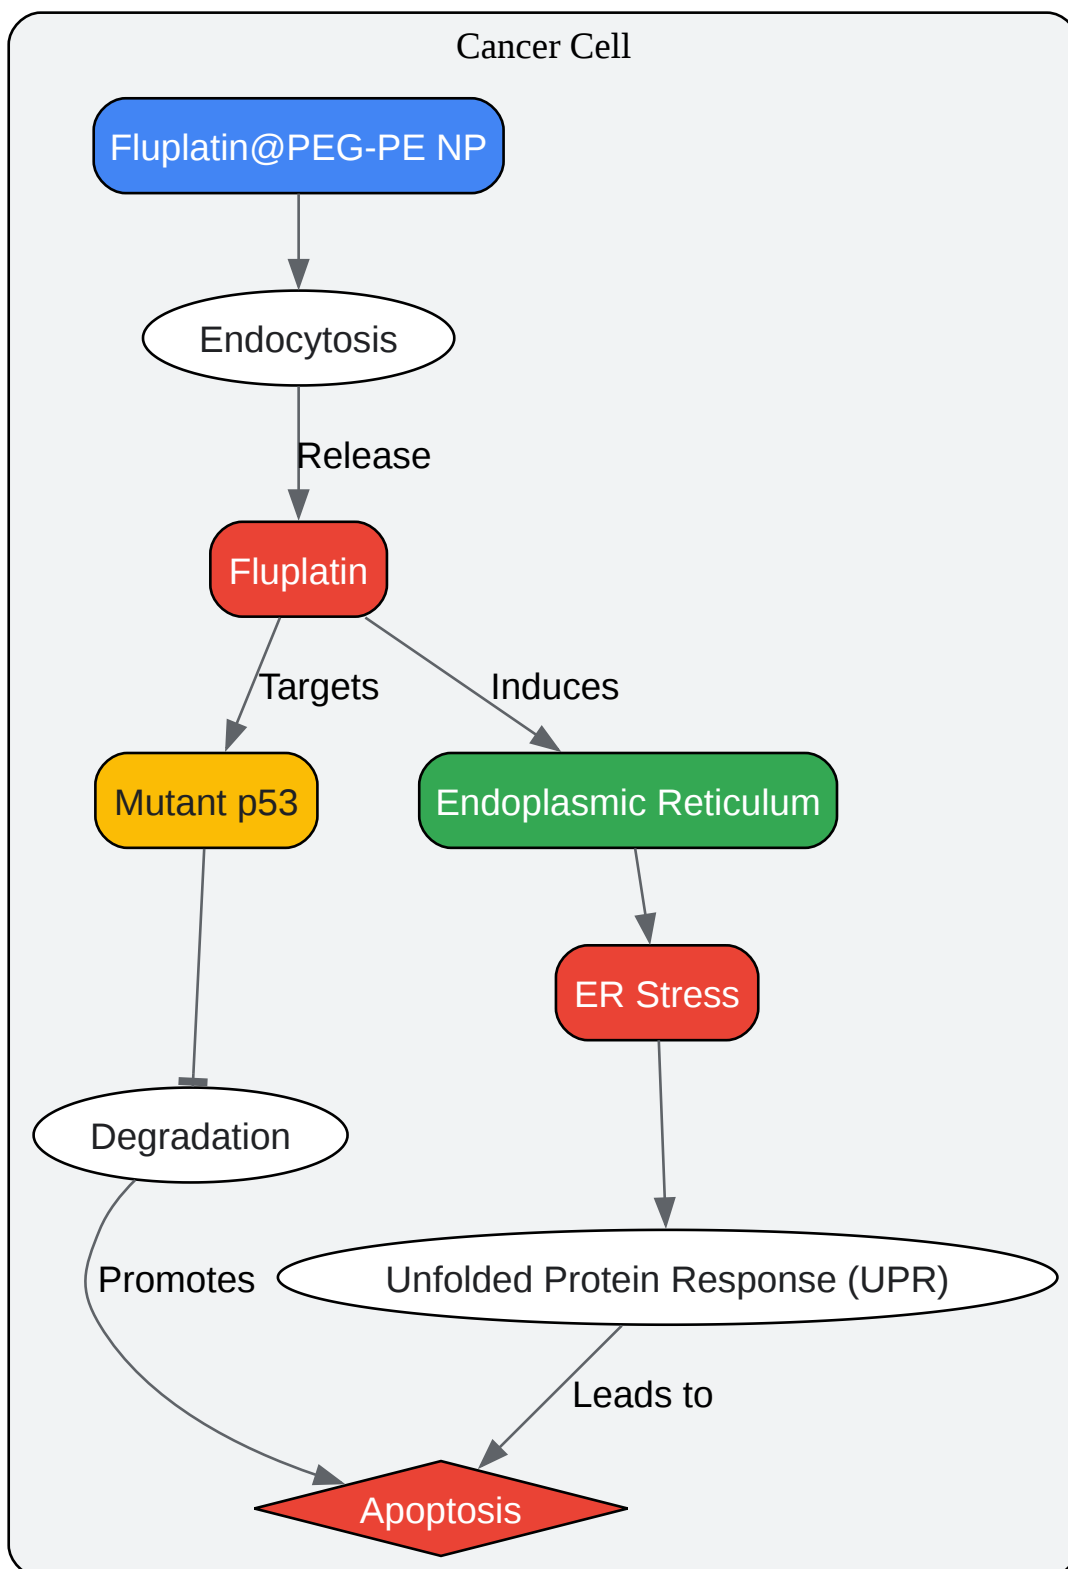 Cancer Cell
Fluplatin@PEG-PE NP
Endocytosis
Release
Fluplatin
Targets
Induces
Mutant p53
Endoplasmic Reticulum
ER Stress
Degradation
Promotes
Unfolded Protein Response (UPR)
Leads to
Apoptosis